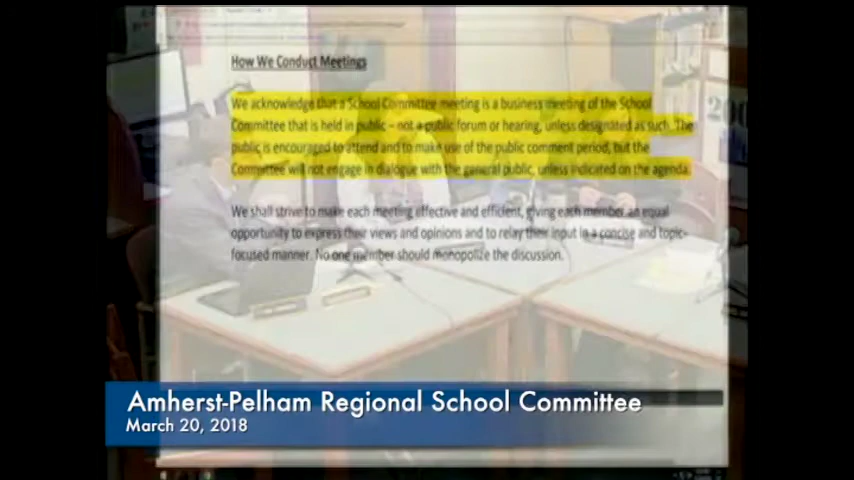 How We Conduct Meetings
We acknowledge that a School Committee meeting is a business meeting of the School
Committee that is held in public – not a public forum or hearing, unless designated as such. The
public is encouraged to attend and to make use of the public comment period, but the
Committee will not engage in dialogue with the general public, unless indicated on the agenda.
We shall strive to make each meeting effective and efficient, giving each member an equal
opportunity to express their views and opinions and to relay their input in a concise and topic-
focused manner. No one member should monopolize the discussion.
Amherst-Pelham Regional School Committee
March 20, 2018